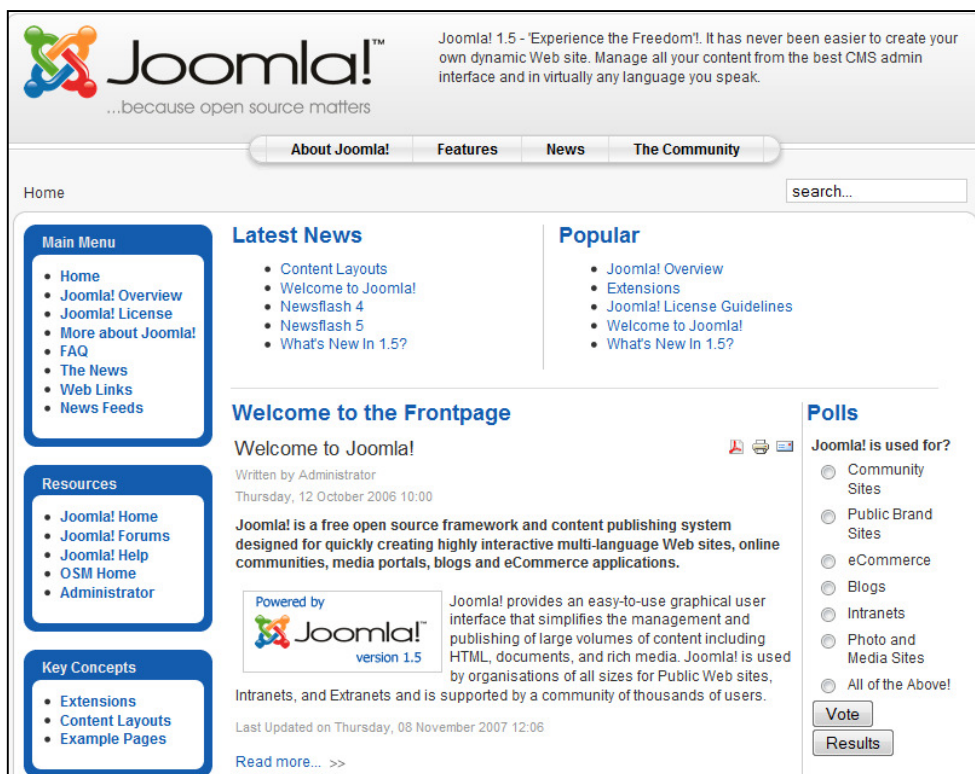 Joomla!™
...because open source matters
Joomla! 1.5 - 'Experience the Freedom'!. It has never been easier to create your
own dynamic Web site. Manage all your content from the best CMS admin
interface and in virtually any language you speak.
About Joomla! Features News The Community
Home
search...
Main Menu
Home
Joomla! Overview
Joomla! License
More about Joomla!
FAQ
The News
Web Links
News Feeds
Resources
Joomla! Home
Joomla! Forums
Joomla! Help
OSM Home
Administrator
Key Concepts
Extensions
Content Layouts
Example Pages
Latest News
Content Layouts
Welcome to Joomla!
Newsflash 4
Newsflash 5
What's New In 1.5?
Popular
Joomla! Overview
Extensions
Joomla! License Guidelines
Welcome to Joomla!
What's New In 1.5?
Welcome to the Frontpage
Welcome to Joomla!
Written by Administrator
Thursday, 12 October 2006 10:00
Joomla! is a free open source framework and content publishing system
designed for quickly creating highly interactive multi-language Web sites, online
communities, media portals, blogs and eCommerce applications.
Powered by
Joomla!™
version 1.5
Joomla! provides an easy-to-use graphical user
interface that simplifies the management and
publishing of large volumes of content including
HTML, documents, and rich media. Joomla! is used
by organisations of all sizes for Public Web sites,
Intranets, and Extranets and is supported by a community of thousands of users.
Last Updated on Thursday, 08 November 2007 12:06
Read more... >>
Polls
Joomla! is used for?
Community
Sites
Public Brand
Sites
eCommerce
Blogs
Intranets
Photo and
Media Sites
All of the Above!
Vote
Results